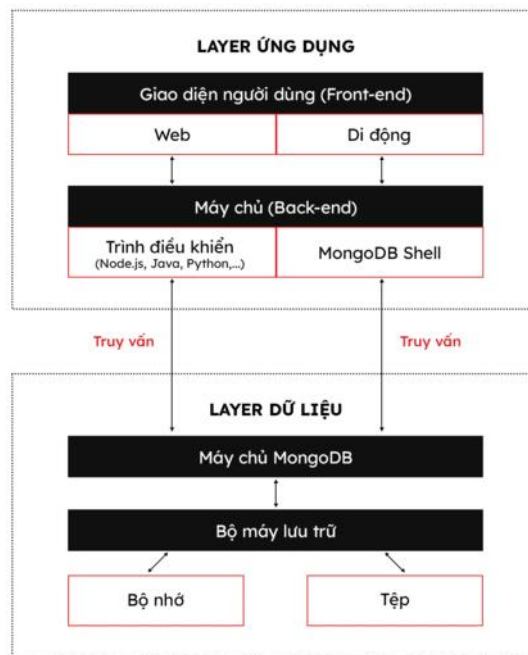 LAYER ỨNG DỤNG
Giao diện người dùng (Front-end)
Web
Di động
Máy chủ (Back-end)
Trình điều khiển
(Node.js, Java, Python,...)
MongoDB Shell
Truy vấn
Truy vấn
LAYER DỮ LIỆU
Máy chủ MongoDB
Bộ máy lưu trữ
Bộ nhớ
Tệp